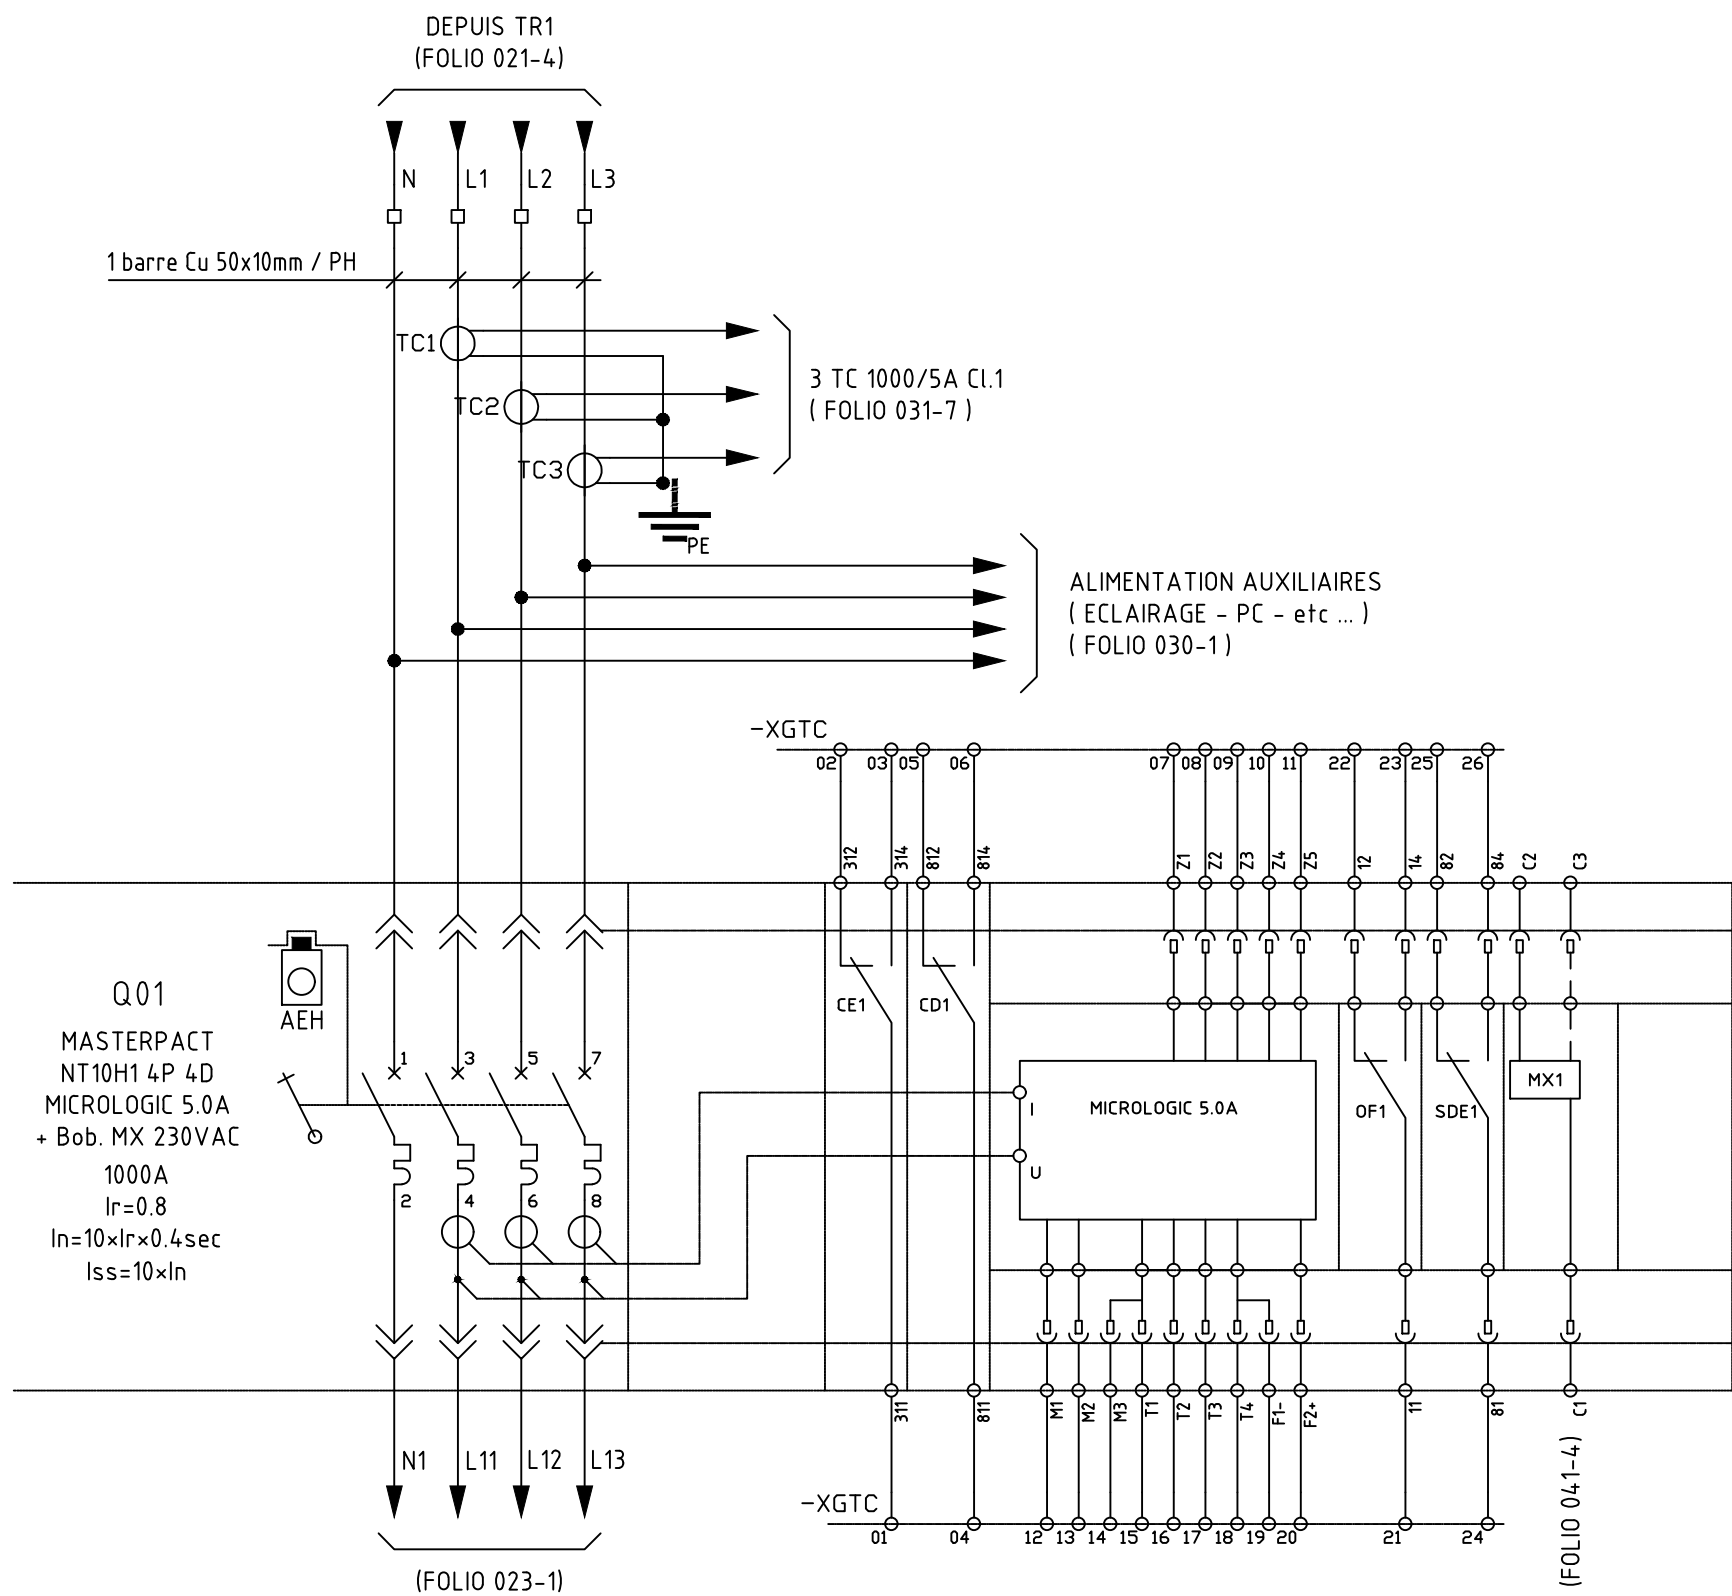 DEPUIS TR1
(FOLIO 021-4)
N L1 L2 L3
1 barre Cu 50x10mm / PH
TC1
TC2
TC3
3 TC 1000/5A Cl.1
( FOLIO 031-7 )
PE
ALIMENTATION AUXILIAIRES
( ECLAIRAGE - PC - etc ... )
( FOLIO 030-1 )
-XGTC
02 03 05 06 07 08 09 10 11 22 23 25 26
312 314 812 814 Z1 Z2 Z3 Z4 Z5 12 14 82 84 C2 C3
Q01
MASTERPACT
NT10H1 4P 4D
MICROLOGIC 5.0A
+ Bob. MX 230VAC
1000A
Ir=0.8
In=10xIrx0.4sec
Iss=10xIn
AEH
1 3 5 7
2 4 6 8
CE1
CD1
I
U
MICROLOGIC 5.0A
OF1
SDE1
MX1
311 811 M1 M2 M3 T1 T2 T3 T4 F1- F2+ 11 81 C1
(FOLIO 041-4)
N1 L11 L12 L13
-XGTC
01 04 12 13 14 15 16 17 18 19 20 21 24
(FOLIO 023-1)